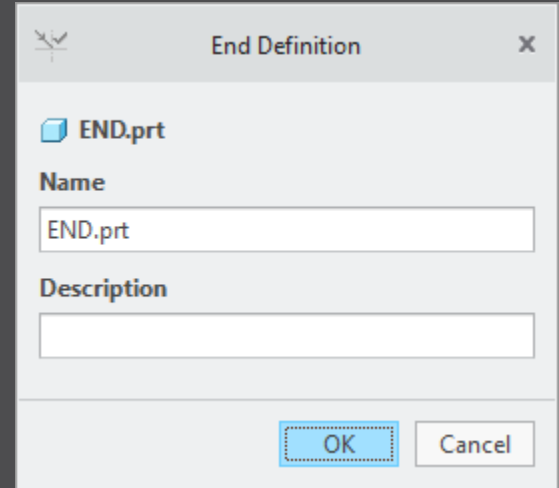 End Definition
END.prt
Name
END.prt
Description
OK Cancel